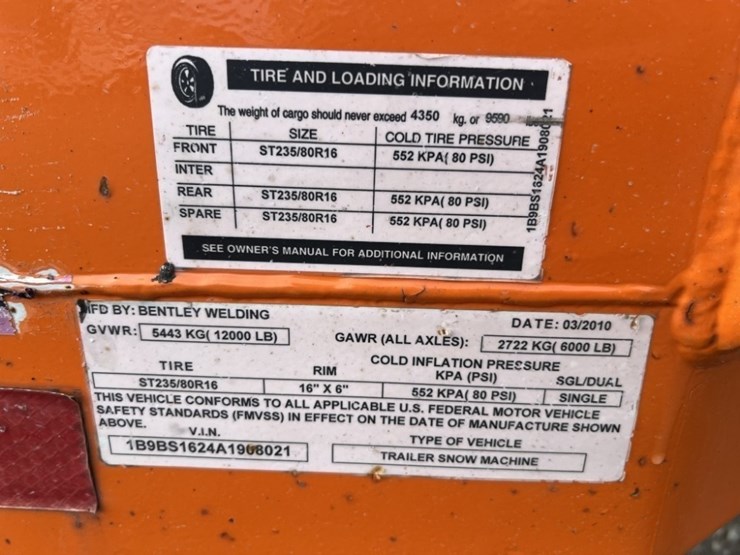 TIRE AND LOADING INFORMATION
The weight of cargo should never exceed 4350 kg. or 9590
TIRE SIZE COLD TIRE PRESSURE
FRONT ST235/80R16 552 KPA( 80 PSI)
INTER
REAR ST235/80R16 552 KPA( 80 PSI)
SPARE ST235/80R16 552 KPA( 80 PSI)
1B9BS1624A1908021
SEE OWNER'S MANUAL FOR ADDITIONAL INFORMATION
MFD BY: BENTLEY WELDING DATE: 03/2010
GVWR: 5443 KG( 12000 LB) GAWR (ALL AXLES): 2722 KG( 6000 LB)
COLD INFLATION PRESSURE
TIRE RIM KPA (PSI) SGL/DUAL
ST235/80R16 16" X 6" 552 KPA( 80 PSI) SINGLE
THIS VEHICLE CONFORMS TO ALL APPLICABLE U.S. FEDERAL MOTOR VEHICLE
SAFETY STANDARDS (FMVSS) IN EFFECT ON THE DATE OF MANUFACTURE SHOWN
ABOVE.
V.I.N. TYPE OF VEHICLE
1B9BS1624A1908021 TRAILER SNOW MACHINE